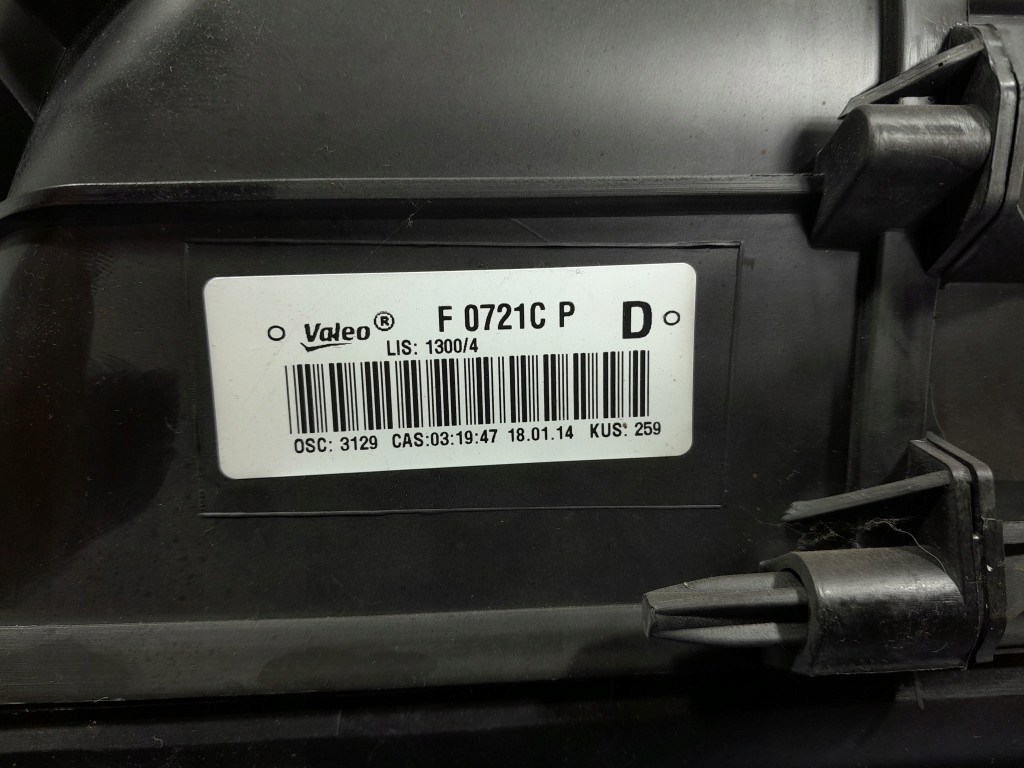 Valeo® F 0721C P D
LIS: 1300/4
OSC: 3129 CAS:03:19:47 18.01.14 KUS: 259